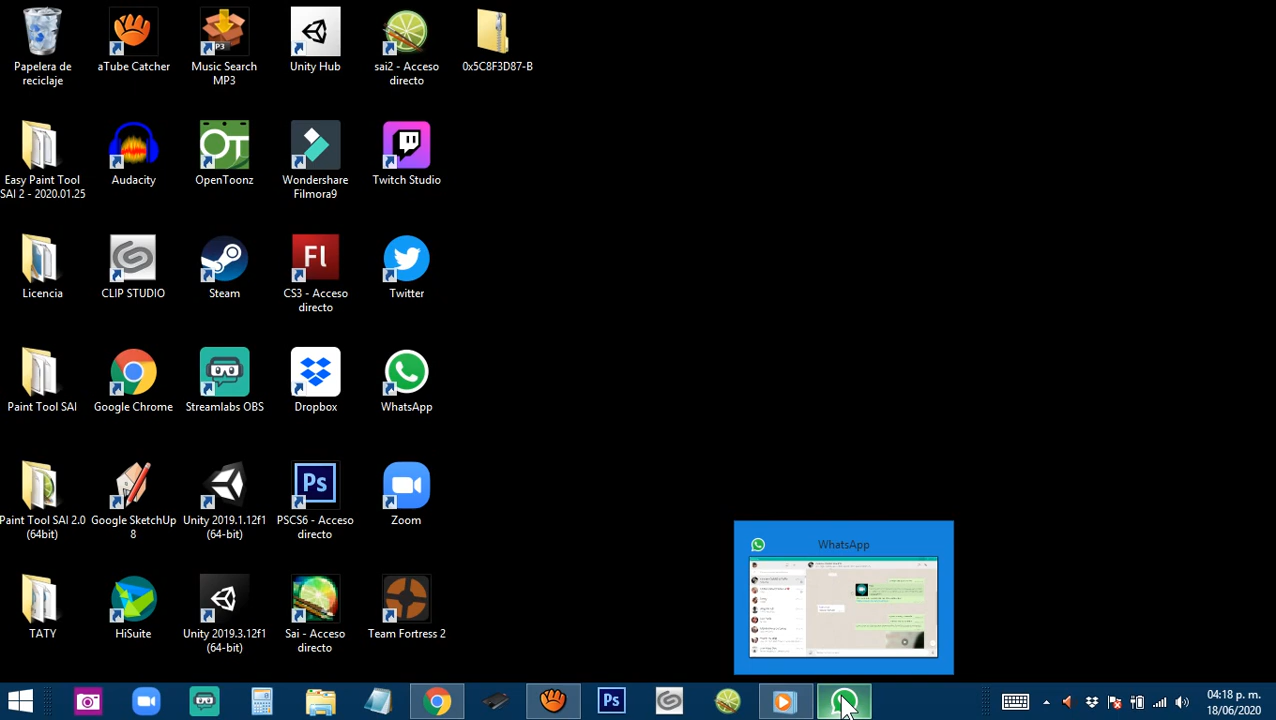 Papelera de
reciclaje
aTube Catcher
Music Search
MP3
Unity Hub
sai2 - Acceso
directo
0x5C8F3D87-B
Easy Paint Tool
SAI 2 - 2020.01.25
Audacity
OpenToonz
Wondershare
Filmora9
Twitch Studio
Licencia
CLIP STUDIO
Steam
CS3 - Acceso
directo
Twitter
Paint Tool SAI
Google Chrome
Streamlabs OBS
Dropbox
WhatsApp
Paint Tool SAI 2.0
(64bit)
Google SketchUp
8
Unity 2019.1.12f1
(64-bit)
PSCS6 - Acceso
directo
Zoom
WhatsApp
TATY
HiSuite
(64-bit)
Sai - Acceso
directo
Team Fortress 2
04:18 p. m.
18/06/2020